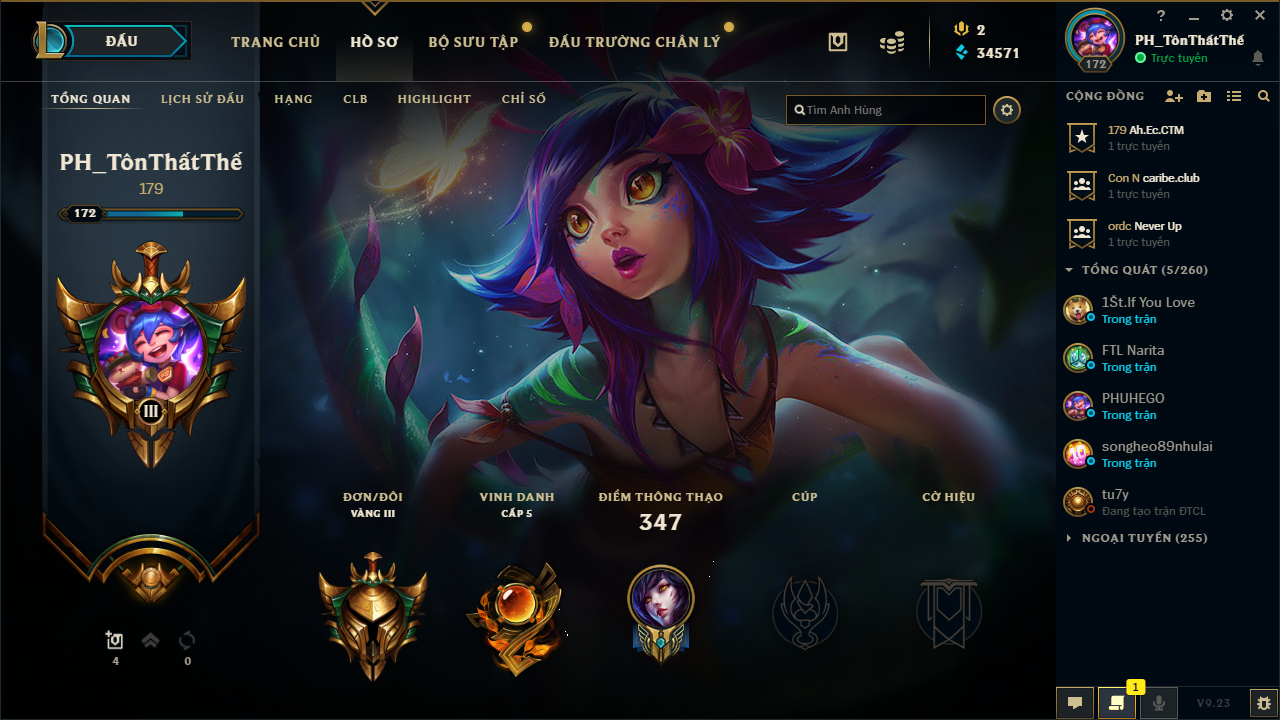 ĐẤU
TRANG CHỦ
HỒ SƠ
BỘ SƯU TẬP
ĐẤU TRƯỜNG CHÂN LÝ
2
34571
?
PH_TônThấtThế
Trực tuyến
172
TỔNG QUAN
LỊCH SỬ ĐẤU
HẠNG
CLB
HIGHLIGHT
CHỈ SỐ
Tìm Anh Hùng
CỘNG ĐỒNG
PH_TônThấtThế
179
172
III
179 Ah.Ec.CTM
1 trực tuyến
Con N caribe.club
1 trực tuyến
ordc Never Up
1 trực tuyến
TỔNG QUÁT (5/260)
1Št.If You Love
Trong trận
FTL Narita
Trong trận
PHUHEGO
Trong trận
songheo89nhulai
Trong trận
tu7y
Đang tạo trận ĐTCL
NGOẠI TUYẾN (255)
ĐƠN/ĐÔI
VÀNG III
VINH DANH
CẤP 5
ĐIỂM THÔNG THẠO
347
CÚP
CỜ HIỆU
4
0
1
V9.23